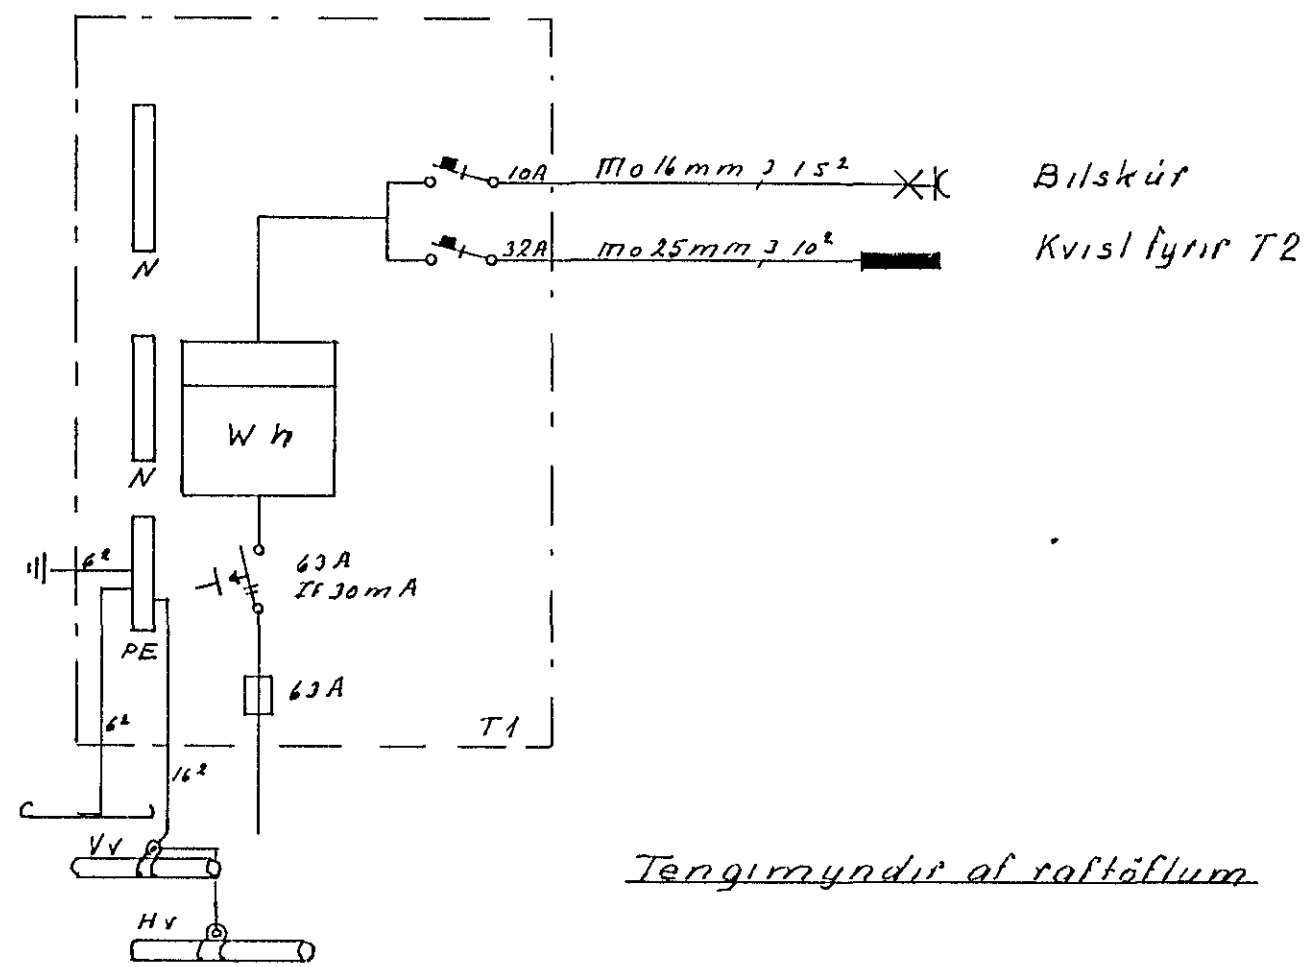 10A mo 16mm 3 1,5² Bílskúr
32A mo 25mm 3 10² Kvisl fyrir T2
N
Wh
N
6²
63A
If 30mA
PE
63A
T1
6²
16²
Vv
Hv
Tengimyndir af raftöflum